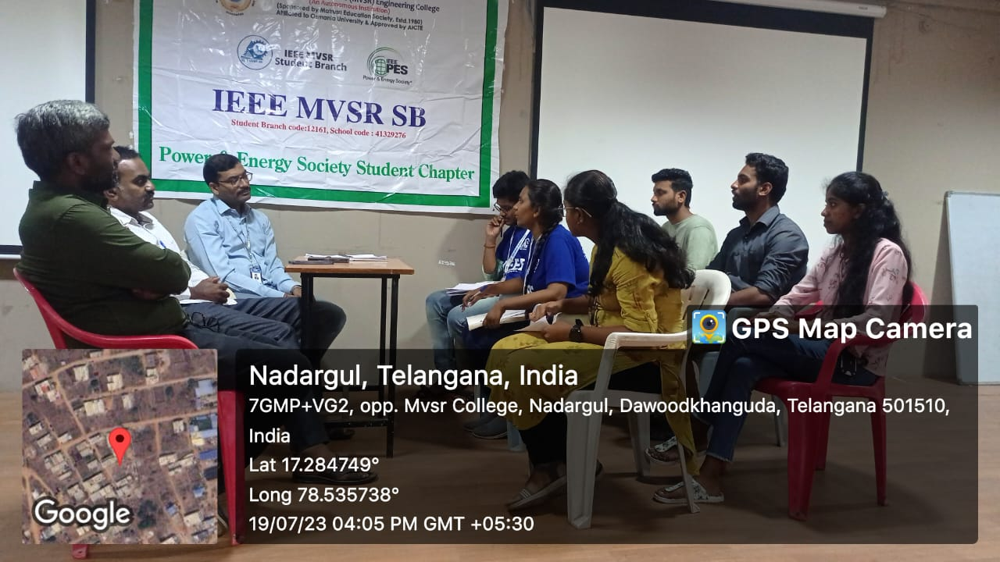 (MVSR) Engineering College
(An Autonomous Institution)
(Sponsored by Matrusri Education Society, Estd.1980)
Affiliated to Osmania University & Approved by AICTE
IEEE MVSR
Student Branch
IEEE
PES
Power & Energy Society®
IEEE MVSR SB
Student Branch code:12161, School code : 41329276
Power & Energy Society Student Chapter
GPS Map Camera
Nadargul, Telangana, India
7GMP+VG2, opp. Mvsr College, Nadargul, Dawoodkhanguda, Telangana 501510,
India
Lat 17.284749°
Long 78.535738°
19/07/23 04:05 PM GMT +05:30
Google